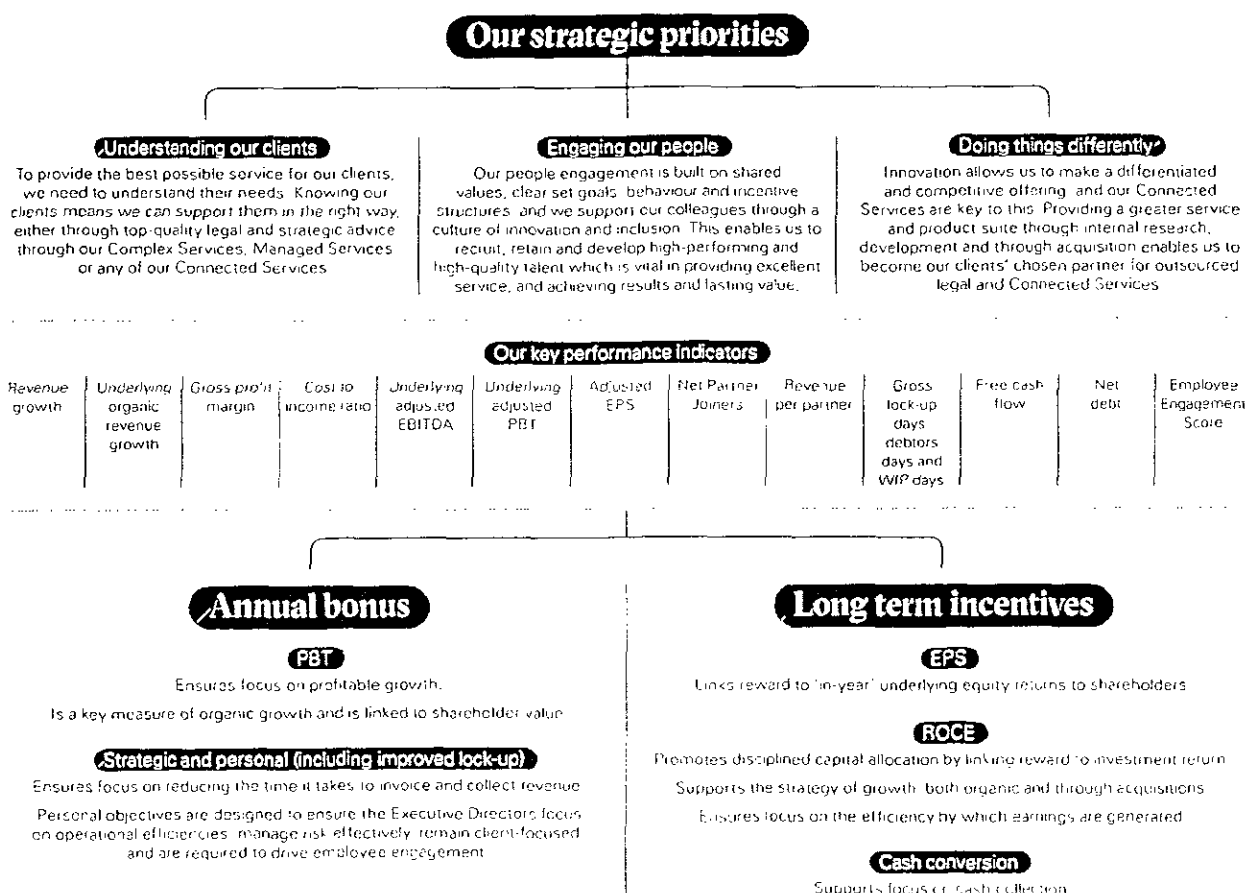 Our strategic priorities
Understanding our clients
To provide the best possible service for our clients,
we need to understand their needs. Knowing our
clients means we can support them in the right way,
either through top-quality legal and strategic advice
through our Complex Services, Managed Services
or any of our Connected Services
Engaging our people
Our people engagement is built on shared
values, clear set goals, behaviour and incentive
structures, and we support our colleagues through a
culture of innovation and inclusion. This enables us to
recruit, retain and develop high-performing and
high-quality talent which is vital in providing excellent
service, and achieving results and lasting value.
Doing things differently
Innovation allows us to make a differentiated
and competitive offering, and our Connected
Services are key to this. Providing a greater service
and product suite through internal research,
development and through acquisition enables us to
become our clients' chosen partner for outsourced
legal and Connected Services
Our key performance indicators
Revenue
growth
Underlying
organic
revenue
growth
Gross profit
margin
Cost to
income ratio
Underlying
adjusted
EBITDA
Underlying
adjusted
PBT
Adjusted
EPS
Net Partner
Joiners
Revenue
per partner
Gross
lock-up
days
debtors
days and
WIP days
Free cash
flow
Net
debt
Employee
Engagement
Score
Annual bonus
PBT
Ensures focus on profitable growth.
Is a key measure of organic growth and is linked to shareholder value
Strategic and personal (including improved lock-up)
Ensures focus on reducing the time it takes to invoice and collect revenue
Personal objectives are designed to ensure the Executive Directors focus
on operational efficiencies, manage risk effectively, remain client-focused
and are required to drive employee engagement
Long term incentives
EPS
Links reward to 'in-year' underlying equity returns to shareholders
ROCE
Promotes disciplined capital allocation by linking reward to investment return
Supports the strategy of growth, both organic and through acquisitions
Ensures focus on the efficiency by which earnings are generated
Cash conversion
Supports focus on cash collection